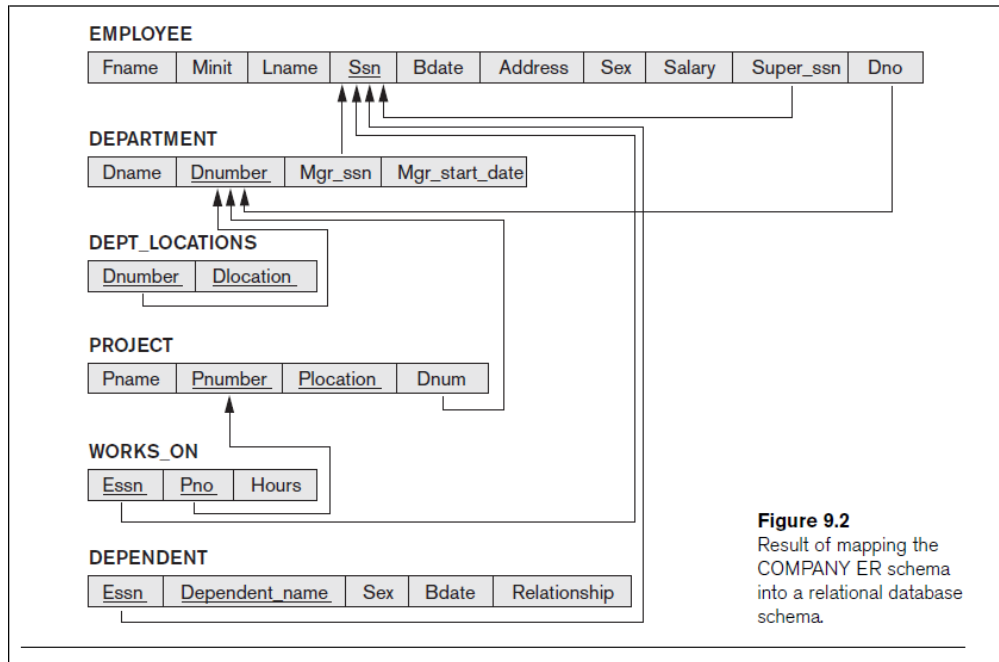 EMPLOYEE
Fname Minit Lname Ssn Bdate Address Sex Salary Super_ssn Dno
DEPARTMENT
Dname Dnumber Mgr_ssn Mgr_start_date
DEPT_LOCATIONS
Dnumber Dlocation
PROJECT
Pname Pnumber Plocation Dnum
WORKS_ON
Essn Pno Hours
DEPENDENT
Essn Dependent_name Sex Bdate Relationship
Figure 9.2
Result of mapping the
COMPANY ER schema
into a relational database
schema.